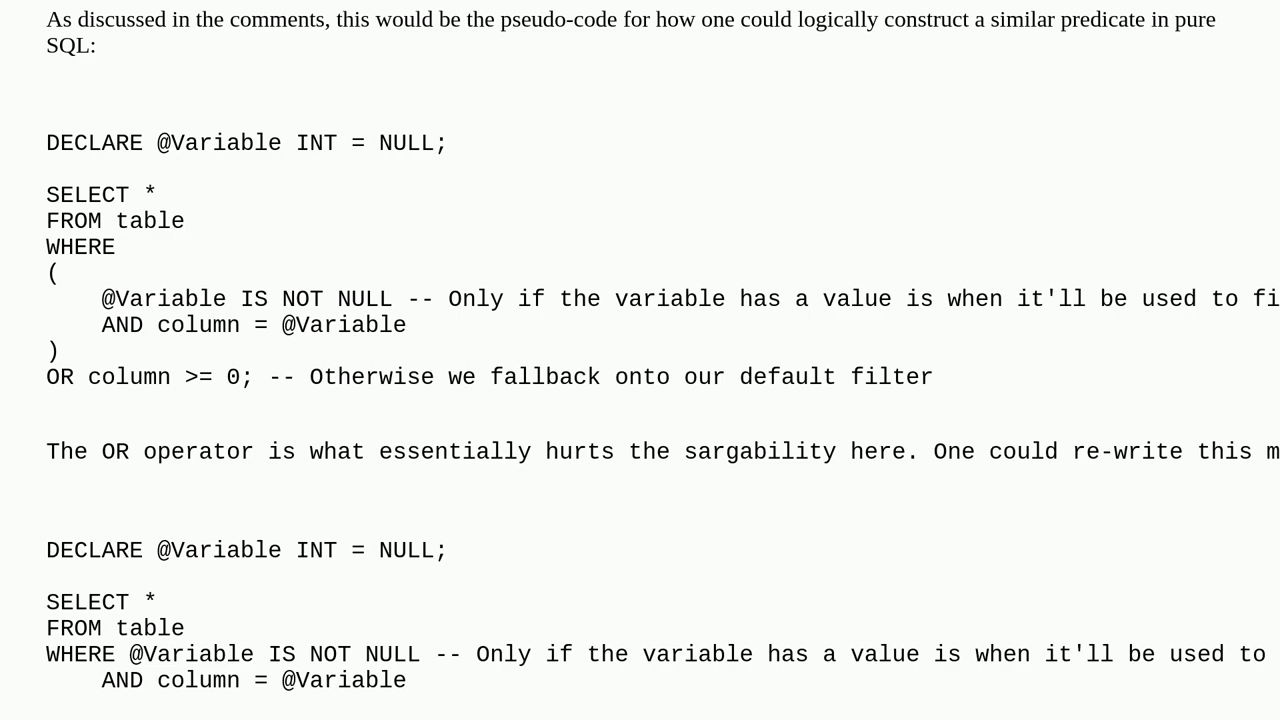 As discussed in the comments, this would be the pseudo-code for how one could logically construct a similar predicate in pure
SQL:
DECLARE @Variable INT = NULL;
SELECT *
FROM table
WHERE
(
    @Variable IS NOT NULL -- Only if the variable has a value is when it'll be used to
    AND column = @Variable
)
OR column >= 0; -- Otherwise we fallback onto our default filter
The OR operator is what essentially hurts the sargability here. One could re-write this
DECLARE @Variable INT = NULL;
SELECT *
FROM table
WHERE @Variable IS NOT NULL -- Only if the variable has a value is when it'll be used to
    AND column = @Variable